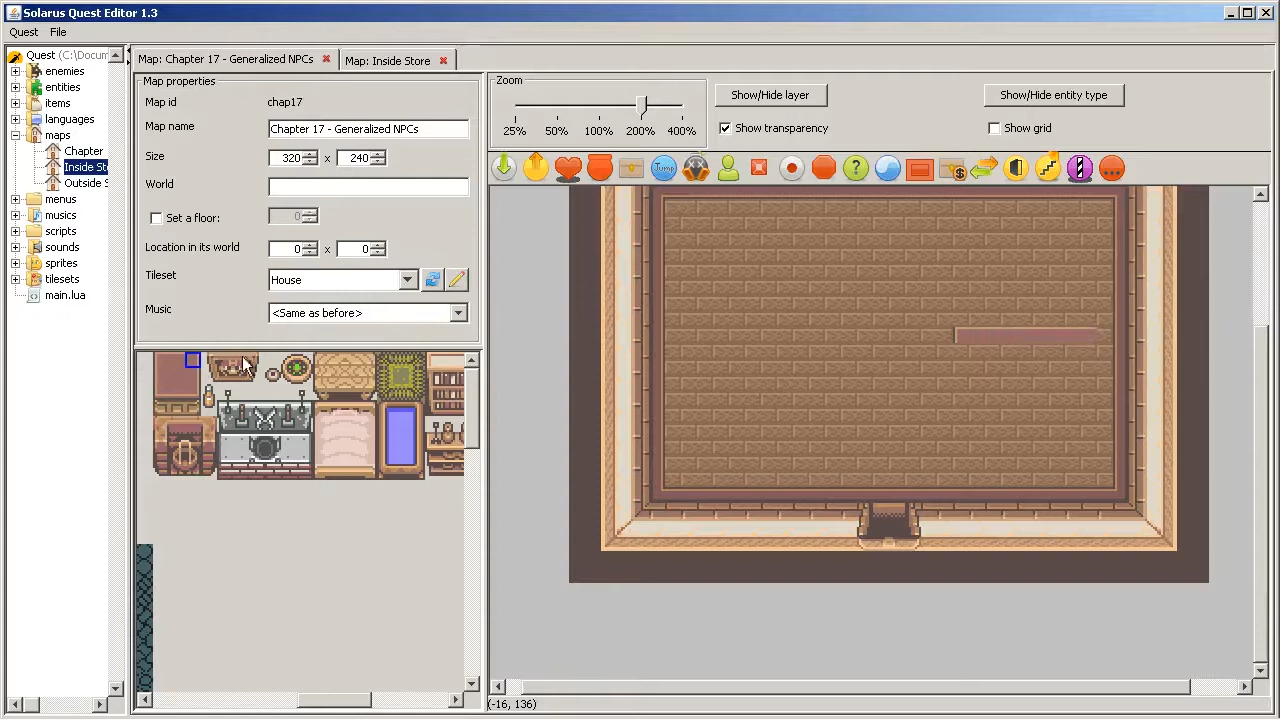 Solarus Quest Editor 1.3
Quest File
Quest (C:\Docum
enemies
entities
items
languages
maps
Chapter
Inside Sto
Outside S
menus
musics
scripts
sounds
sprites
tilesets
main.lua
Map: Chapter 17 - Generalized NPCs
Map: Inside Store
Map properties
Map id chap17
Map name Chapter 17 - Generalized NPCs
Size 320 x 240
World
Set a floor: 0
Location in its world 0 x 0
Tileset House
Music <Same as before>
Zoom
25% 50% 100% 200% 400%
Show/Hide layer
Show/Hide entity type
Show transparency
Show grid
Jump
?
$
...
(-16, 136)